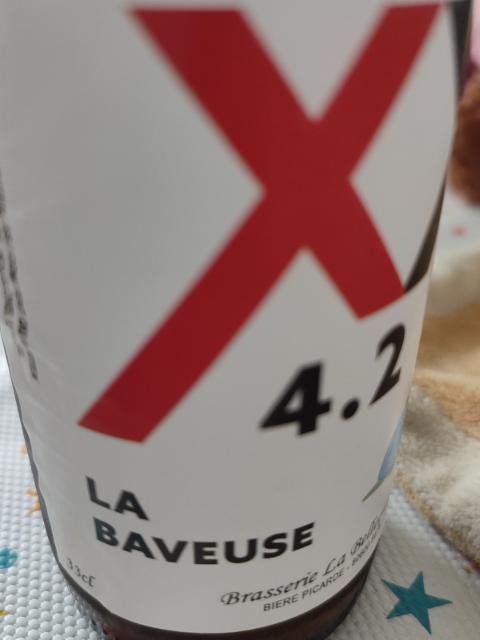 X
4.2
LA
BAVEUSE
33cl
Brasserie La
BIERE PICARDE -